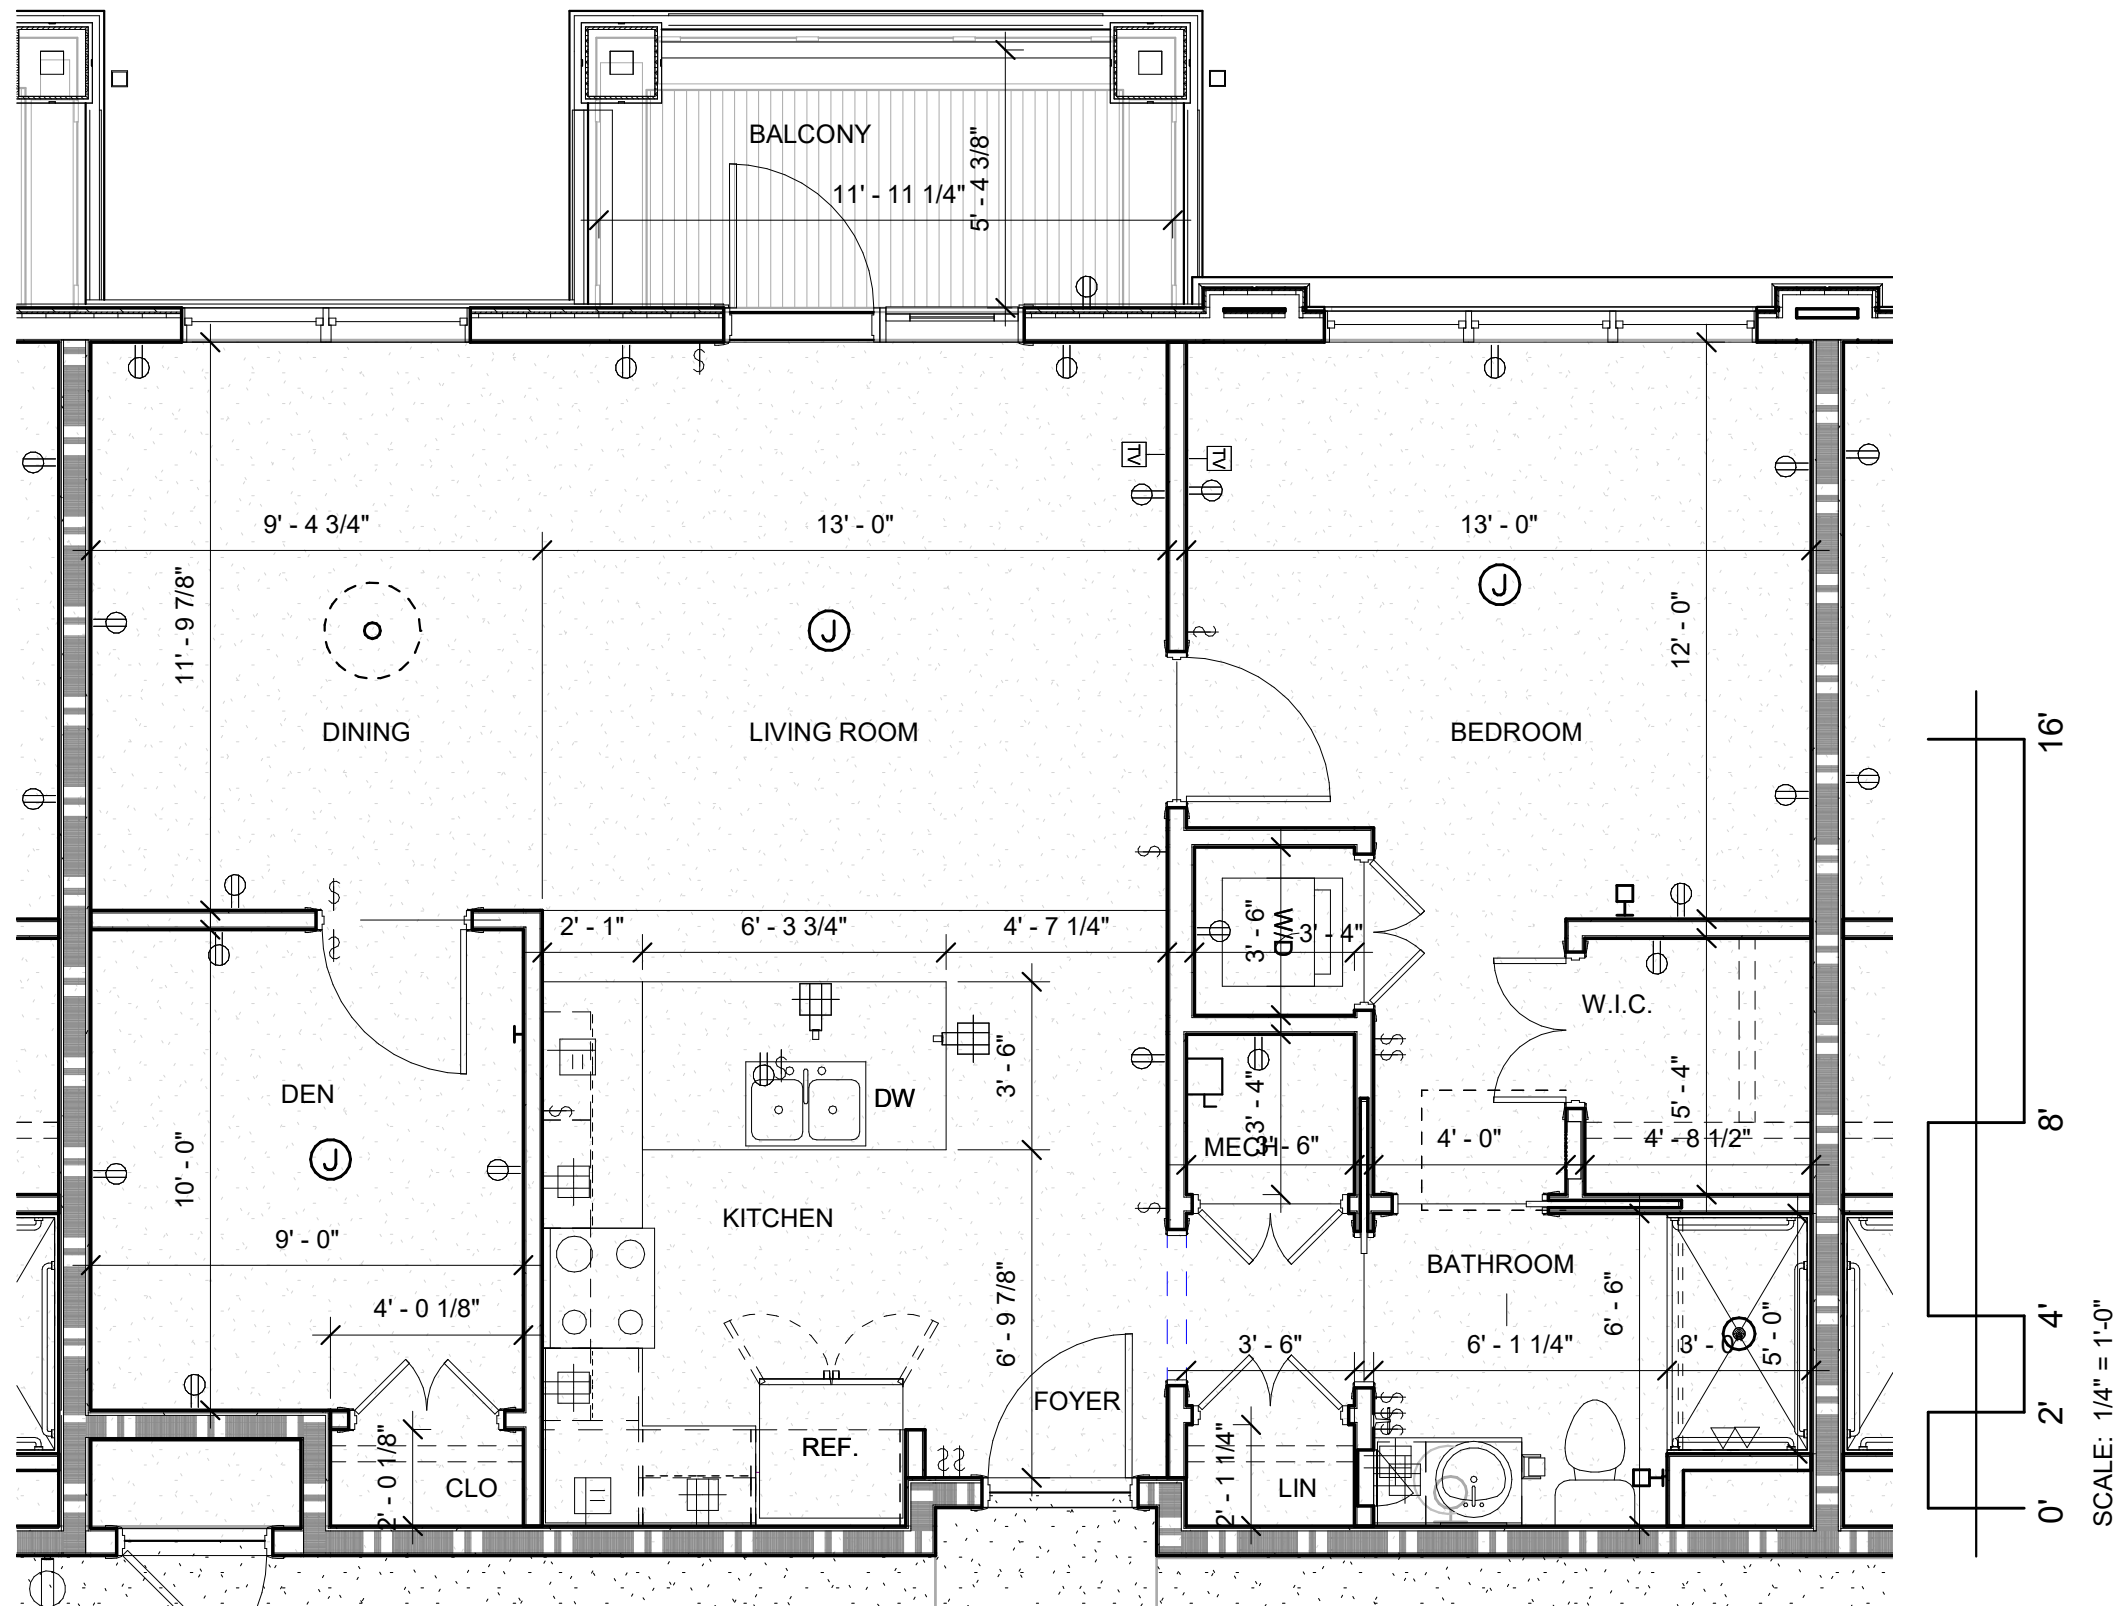 BALCONY
5' - 4 3/8"
11' - 11 1/4"
TV
TV
9' - 4 3/4"
13' - 0"
13' - 0"
J
J
11' - 9 7/8"
12' - 0"
DINING
LIVING ROOM
BEDROOM
16'
2' - 1"
6' - 3 3/4"
4' - 7 1/4"
3' - 6"
W/D
3' - 4"
W.I.C.
DEN
3' - 6"
DW
3' - 4"
5' - 4"
8'
J
10' - 0"
MECH
3' - 6"
4' - 0"
4' - 8 1/2"
KITCHEN
9' - 0"
BATHROOM
4' - 0 1/8"
6' - 9 7/8"
6' - 6"
4'
3' - 6"
6' - 1 1/4"
3' - 0"
5' - 0"
FOYER
2'
REF.
2' - 0 1/8"
CLO
2' - 1 1/4"
LIN
0'
SCALE: 1/4" = 1'-0"